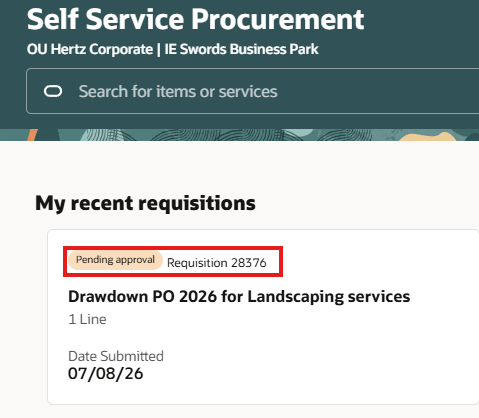 Self Service Procurement
OU Hertz Corporate | IE Swords Business Park
Search for items or services
My recent requisitions
Pending approval Requisition 28376
Drawdown PO 2026 for Landscaping services
1 Line
Date Submitted
07/08/26